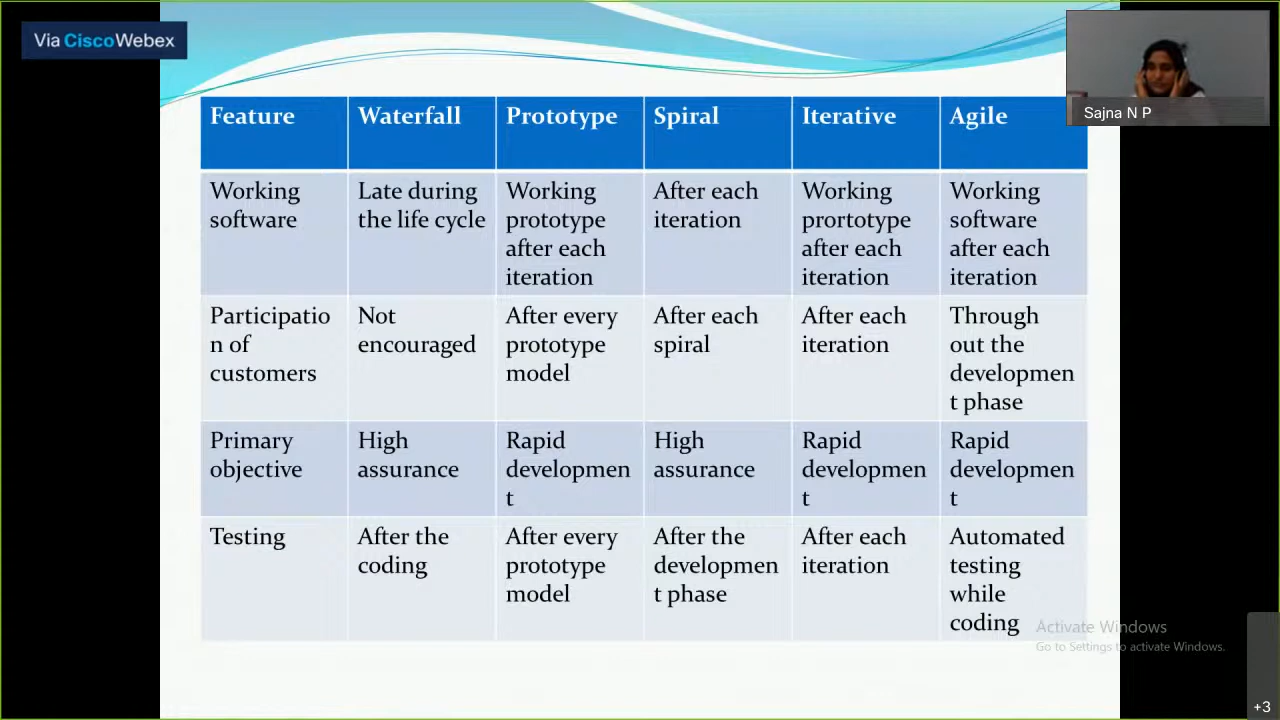 Via Cisco Webex
Sajna N P
Feature
Waterfall
Prototype
Spiral
Iterative
Agile
Working
software
Late during
the life cycle
Working
prototype
after each
iteration
After each
iteration
Working
prortotype
after each
iteration
Working
software
after each
iteration
Participatio
n of
customers
Not
encouraged
After every
prototype
model
After each
spiral
After each
iteration
Through
out the
developmen
t phase
Primary
objective
High
assurance
Rapid
developmen
t
High
assurance
Rapid
developmen
t
Rapid
developmen
t
Testing
After the
coding
After every
prototype
model
After the
developmen
t phase
After each
iteration
Automated
testing
while
coding
Activate Windows
Go to Settings to activate Windows.
+3